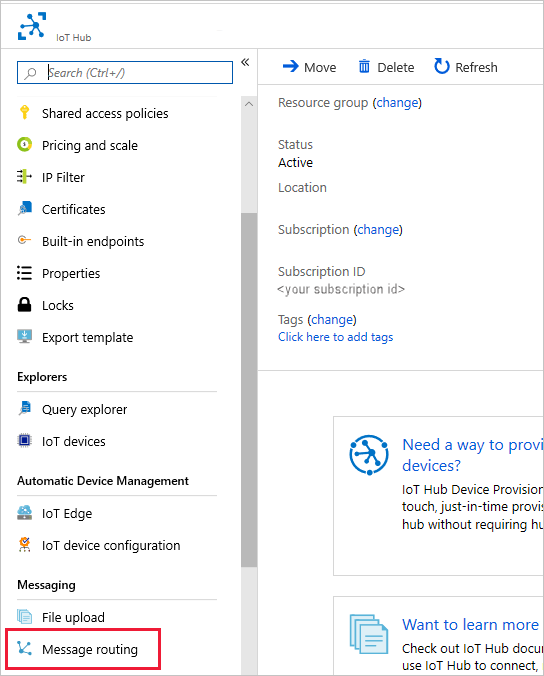 IoT Hub
Search (Ctrl+/)
«
Shared access policies
Pricing and scale
IP Filter
Certificates
Built-in endpoints
Properties
Locks
Export template
Explorers
Query explorer
IoT devices
Automatic Device Management
IoT Edge
IoT device configuration
Messaging
File upload
Message routing
Move Delete Refresh
Resource group (change)
Status
Active
Location
Subscription (change)
Subscription ID
<your subscription id>
Tags (change)
Click here to add tags
Need a way to provi
devices?
IoT Hub Device Provision
touch, just-in-time provis
hub without requiring hu
Want to learn more
Check out IoT Hub docu
use IoT Hub to connect,